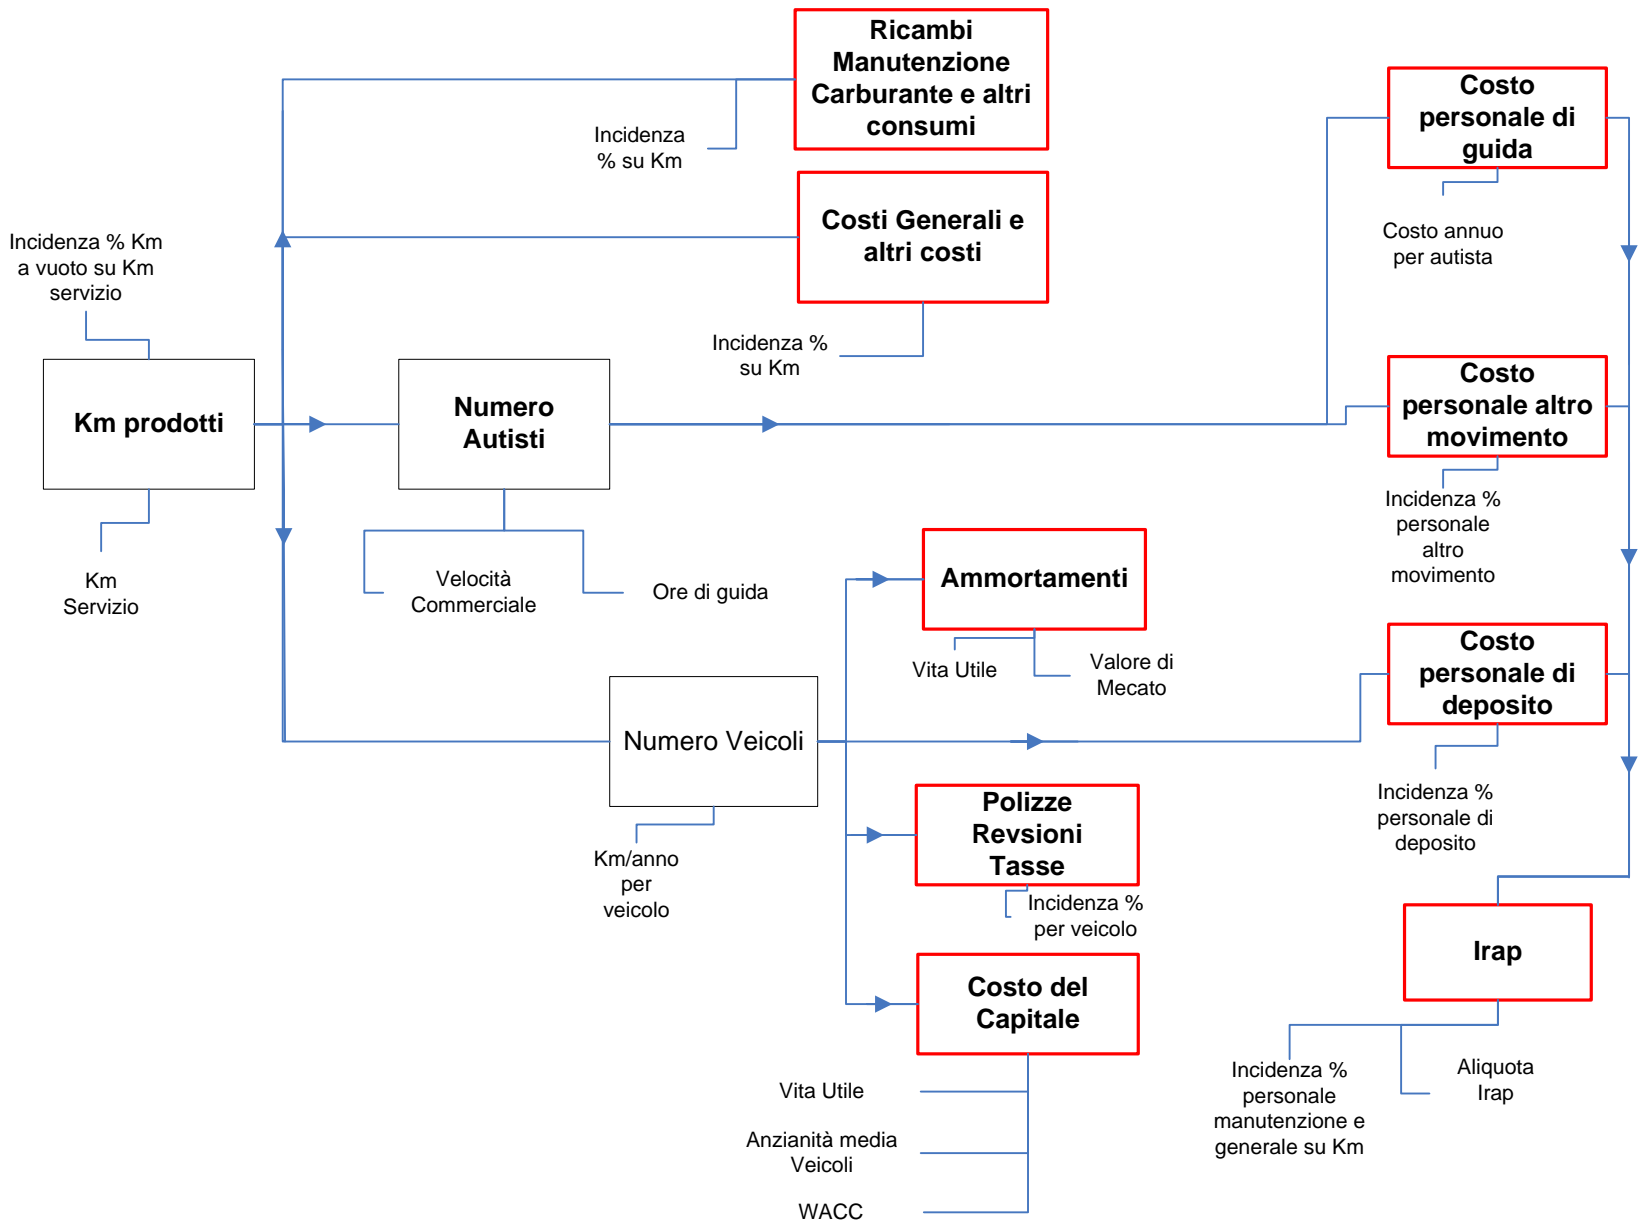 Ricambi
Manutenzione
Carburante e altri
consumi
Incidenza
% su Km
Costi Generali e
altri costi
Incidenza %
su Km
Costo
personale di
guida
Costo annuo
per autista
Incidenza % Km
a vuoto su Km
servizio
Km prodotti
Km
Servizio
Numero
Autisti
Velocità
Commerciale
Ore di guida
Costo
personale altro
movimento
Incidenza %
personale
altro
movimento
Ammortamenti
Vita Utile
Valore di
Mecato
Numero Veicoli
Km/anno
per
veicolo
Costo
personale di
deposito
Incidenza %
personale di
deposito
Polizze
Revsioni
Tasse
Incidenza %
per veicolo
Costo del
Capitale
Vita Utile
Anzianità media
Veicoli
WACC
Irap
Incidenza %
personale
manutenzione e
generale su Km
Aliquota
Irap